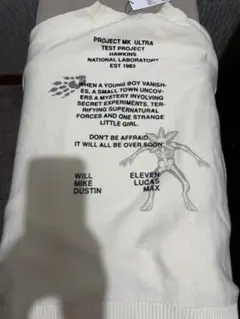 PROJECT MK ULTRA
TEST PROJECT
HAWKINS
NATIONAL LABORATORY
EST 1983
WHEN A YOUNG BOY VANISH-
ES, A SMALL TOWN UNCOV-
ERS A MYSTERY INVOLVING
SECRET EXPERIMENTS, TER-
RIFYING SUPERNATURAL
FORCES AND ONE STRANGE
LITTLE GIRL.
DON'T BE AFRAID
IT WILL ALL BE OVER SOON
WILL ELEVEN
MIKE LUCAS
DUSTIN MAX